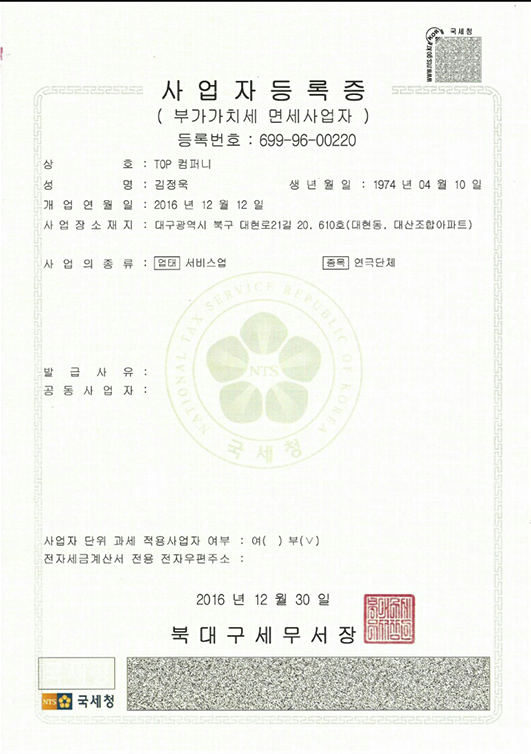 국세청
사업자등록증
( 부가가치세 면세사업자 )
등록번호 : 699-96-00220
상 호 : TOP 컴퍼니
성 명 : 김정욱 생 년 월 일 : 1974 년 04 월 10 일
개 업 연 월 일 : 2016 년 12 월 12 일
사 업 장 소 재 지 : 대구광역시 북구 대현로21길 20, 610호(대현동, 대산조합아파트)
사 업 의 종 류 : 업태 서비스업 종목 연극단체
NATIONAL TAX SERVICE REPUBLIC OF KOREA
NTS
국세청
발 급 사 유 :
공 동 사 업 자 :
사업자 단위 과세 적용사업자 여부 : 여( ) 부(∨)
전자세금계산서 전용 전자우편주소 :
2016 년 12 월 30 일
북대구세무서장
NTS 국세청